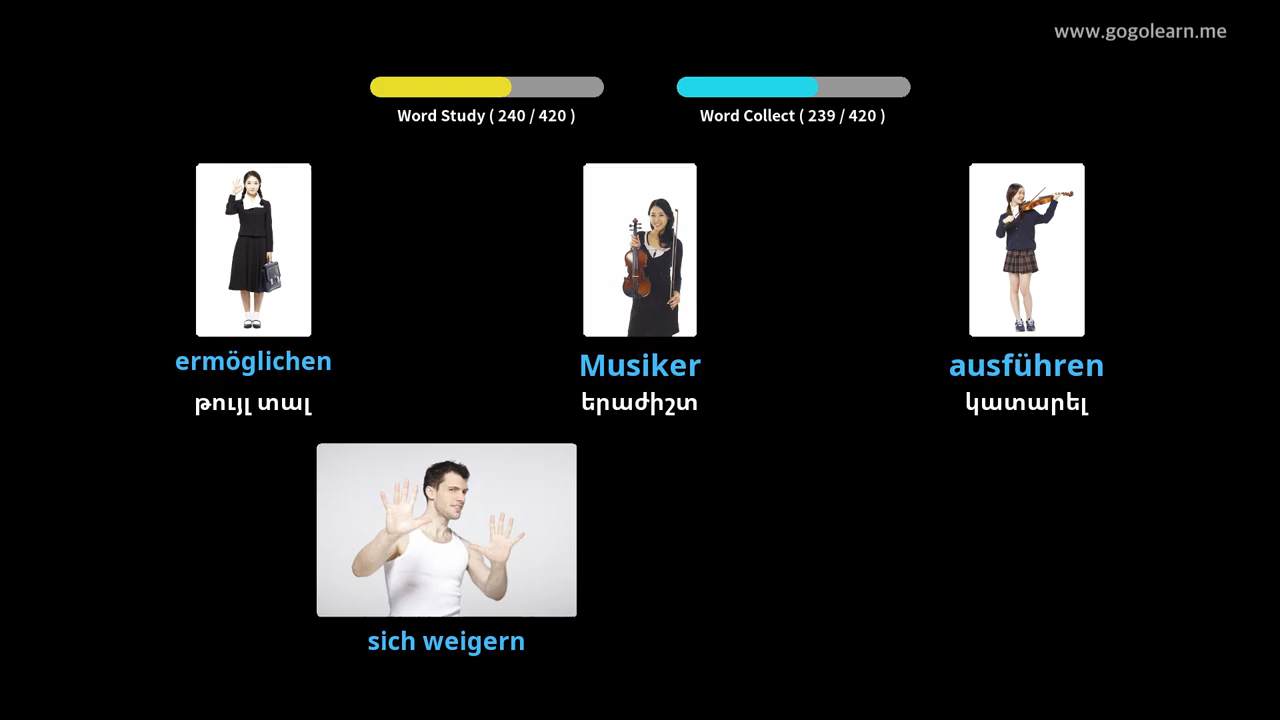 www.gogolearn.me
Word Study ( 240 / 420 )
Word Collect ( 239 / 420 )
ermöglichen
թույլ տալ
Musiker
երաժիշտ
ausführen
կատարել
sich weigern